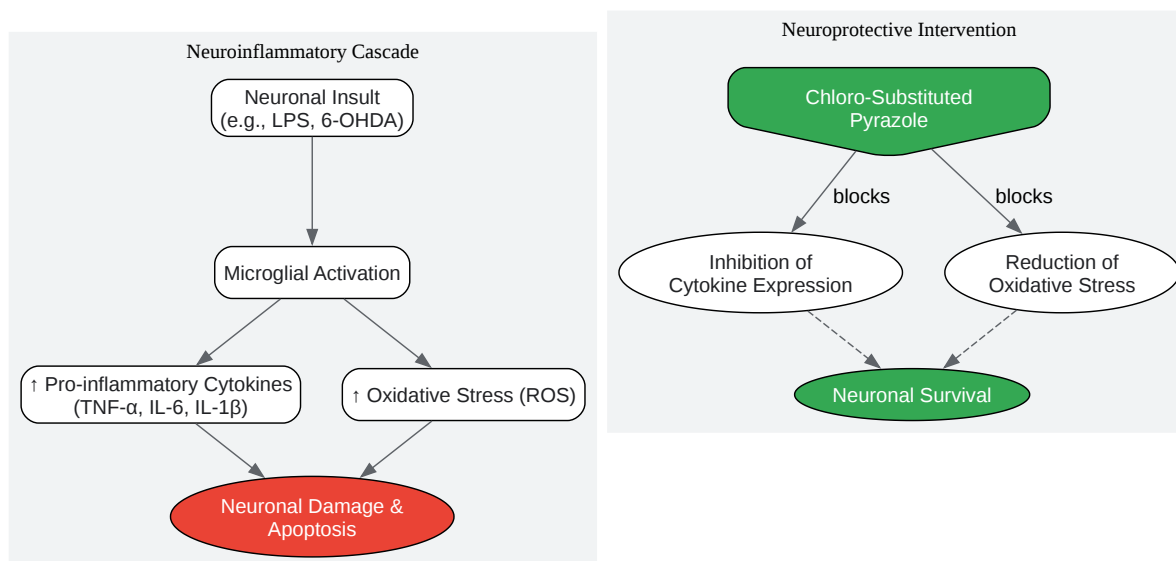 Neuroinflammatory Cascade
Neuronal Insult
(e.g., LPS, 6-OHDA)
Microglial Activation
↑ Pro-inflammatory Cytokines
(TNF-α, IL-6, IL-1β)
↑ Oxidative Stress (ROS)
Neuronal Damage &
Apoptosis
Neuroprotective Intervention
Chloro-Substituted
Pyrazole
blocks
blocks
Inhibition of
Cytokine Expression
Reduction of
Oxidative Stress
Neuronal Survival